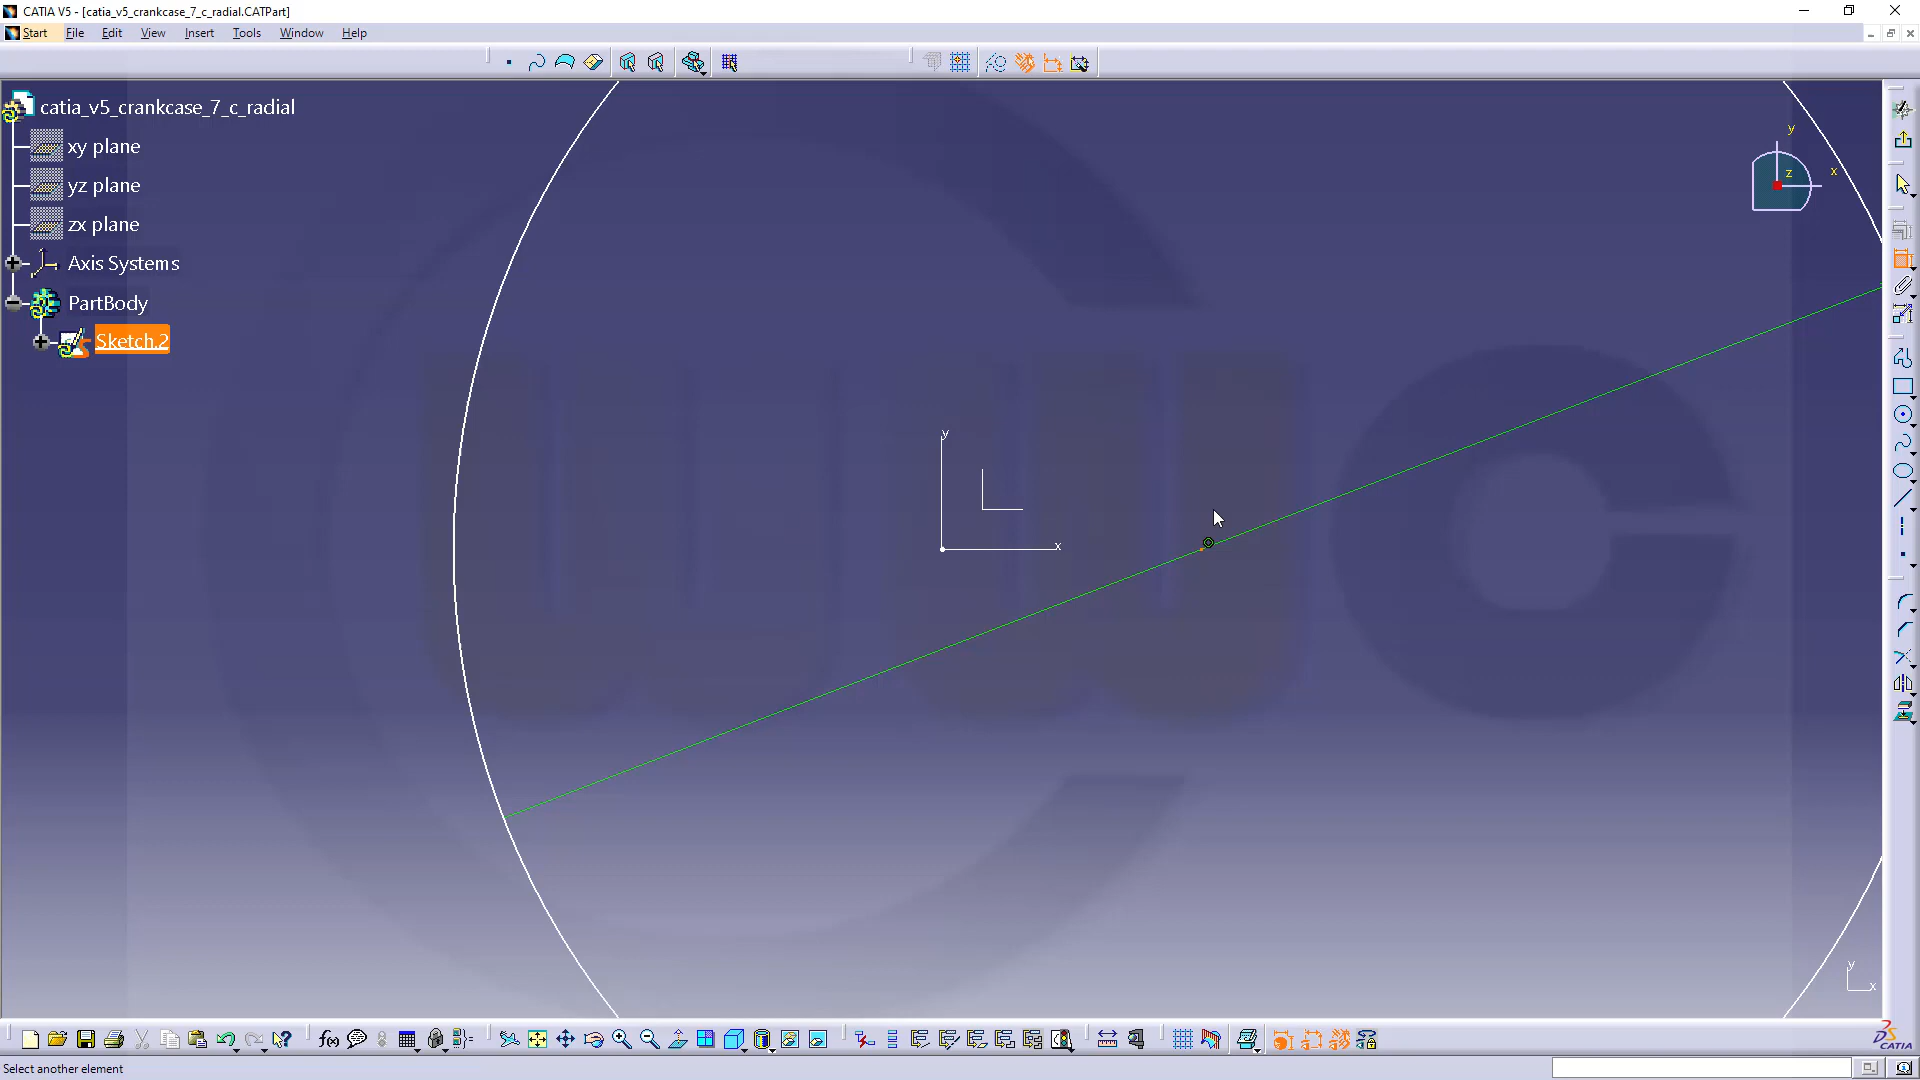 CATIA V5 - [catia_v5_crankcase_7_c_radial.CATPart]
Start File Edit View Insert Tools Window Help
catia_v5_crankcase_7_c_radial
xy plane
yz plane
zx plane
Axis Systems
PartBody
Sketch.2
y
x
z
y
x
y
x
f(x)
CATIA
Select another element